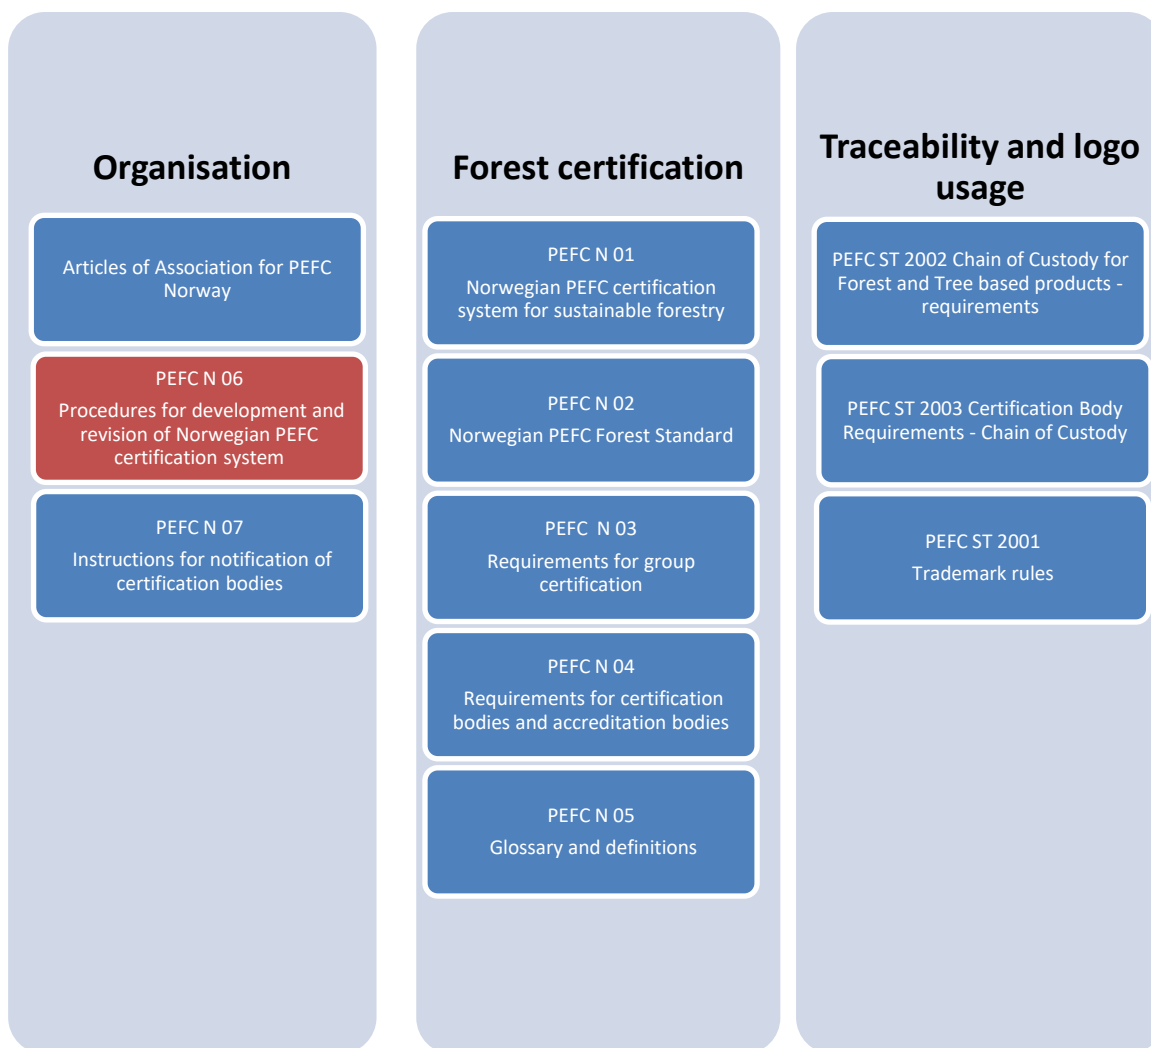 Organisation
Articles of Association for PEFC
Norway
PEFC N 06
Procedures for development and
revision of Norwegian PEFC
certification system
PEFC N 07
Instructions for notification of
certification bodies
Forest certification
PEFC N 01
Norwegian PEFC certification
system for sustainable forestry
PEFC N 02
Norwegian PEFC Forest Standard
PEFC  N 03
Requirements for group
certification
PEFC N 04
Requirements for certification
bodies and accreditation bodies
PEFC N 05
Glossary and definitions
Traceability and logo
usage
PEFC ST 2002 Chain of Custody for
Forest and Tree based products -
requirements
PEFC ST 2003 Certification Body
Requirements - Chain of Custody
PEFC ST 2001
Trademark rules